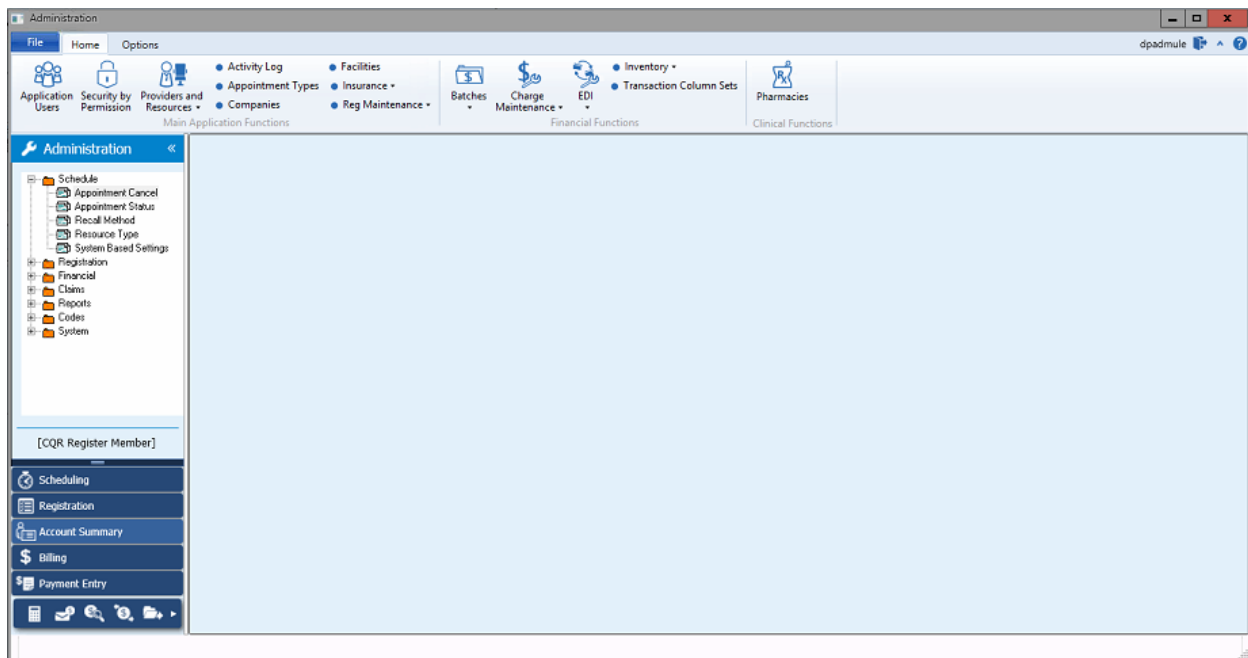 Administration
File Home Options dpadmule
Application Users
Security by Permission
Providers and Resources
Activity Log
Appointment Types
Companies
Facilities
Insurance
Reg Maintenance
Main Application Functions
Batches
Charge Maintenance
EDI
Inventory
Transaction Column Sets
Financial Functions
Pharmacies
Clinical Functions
Administration
Schedule
Appointment Cancel
Appointment Status
Recall Method
Resource Type
System Based Settings
Registration
Financial
Claims
Reports
Codes
System
[CQR Register Member]
Scheduling
Registration
Account Summary
$ Billing
Payment Entry